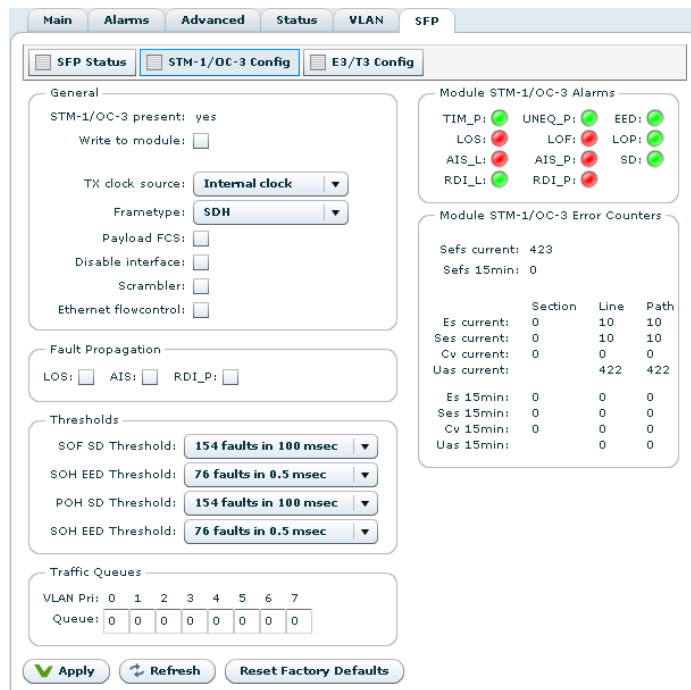 Main Alarms Advanced Status VLAN SFP
SFP Status STM-1/OC-3 Config E3/T3 Config
General
STM-1/OC-3 present: yes
Write to module:
TX clock source: Internal clock
Frametype: SDH
Payload FCS:
Disable interface:
Scrambler:
Ethernet flowcontrol:
Fault Propagation
LOS: AIS: RDI_P:
Thresholds
SOF SD Threshold: 154 faults in 100 msec
SOH EED Threshold: 76 faults in 0.5 msec
POH SD Threshold: 154 faults in 100 msec
SOH EED Threshold: 76 faults in 0.5 msec
Traffic Queues
VLAN Pri: 0 1 2 3 4 5 6 7
Queue: 0 0 0 0 0 0 0 0
Module STM-1/OC-3 Alarms
TIM_P: UNEQ_P: EED:
LOS: LOF: LOP:
AIS_L: AIS_P: SD:
RDI_L: RDI_P:
Module STM-1/OC-3 Error Counters
Sefs current: 423
Sefs 15min: 0
Section Line Path
Es current: 0 10 10
Ses current: 0 10 10
Cv current: 0 0 0
Uas current: 422 422
Es 15min: 0 0 0
Ses 15min: 0 0 0
Cv 15min: 0 0 0
Uas 15min: 0 0
Apply Refresh Reset Factory Defaults